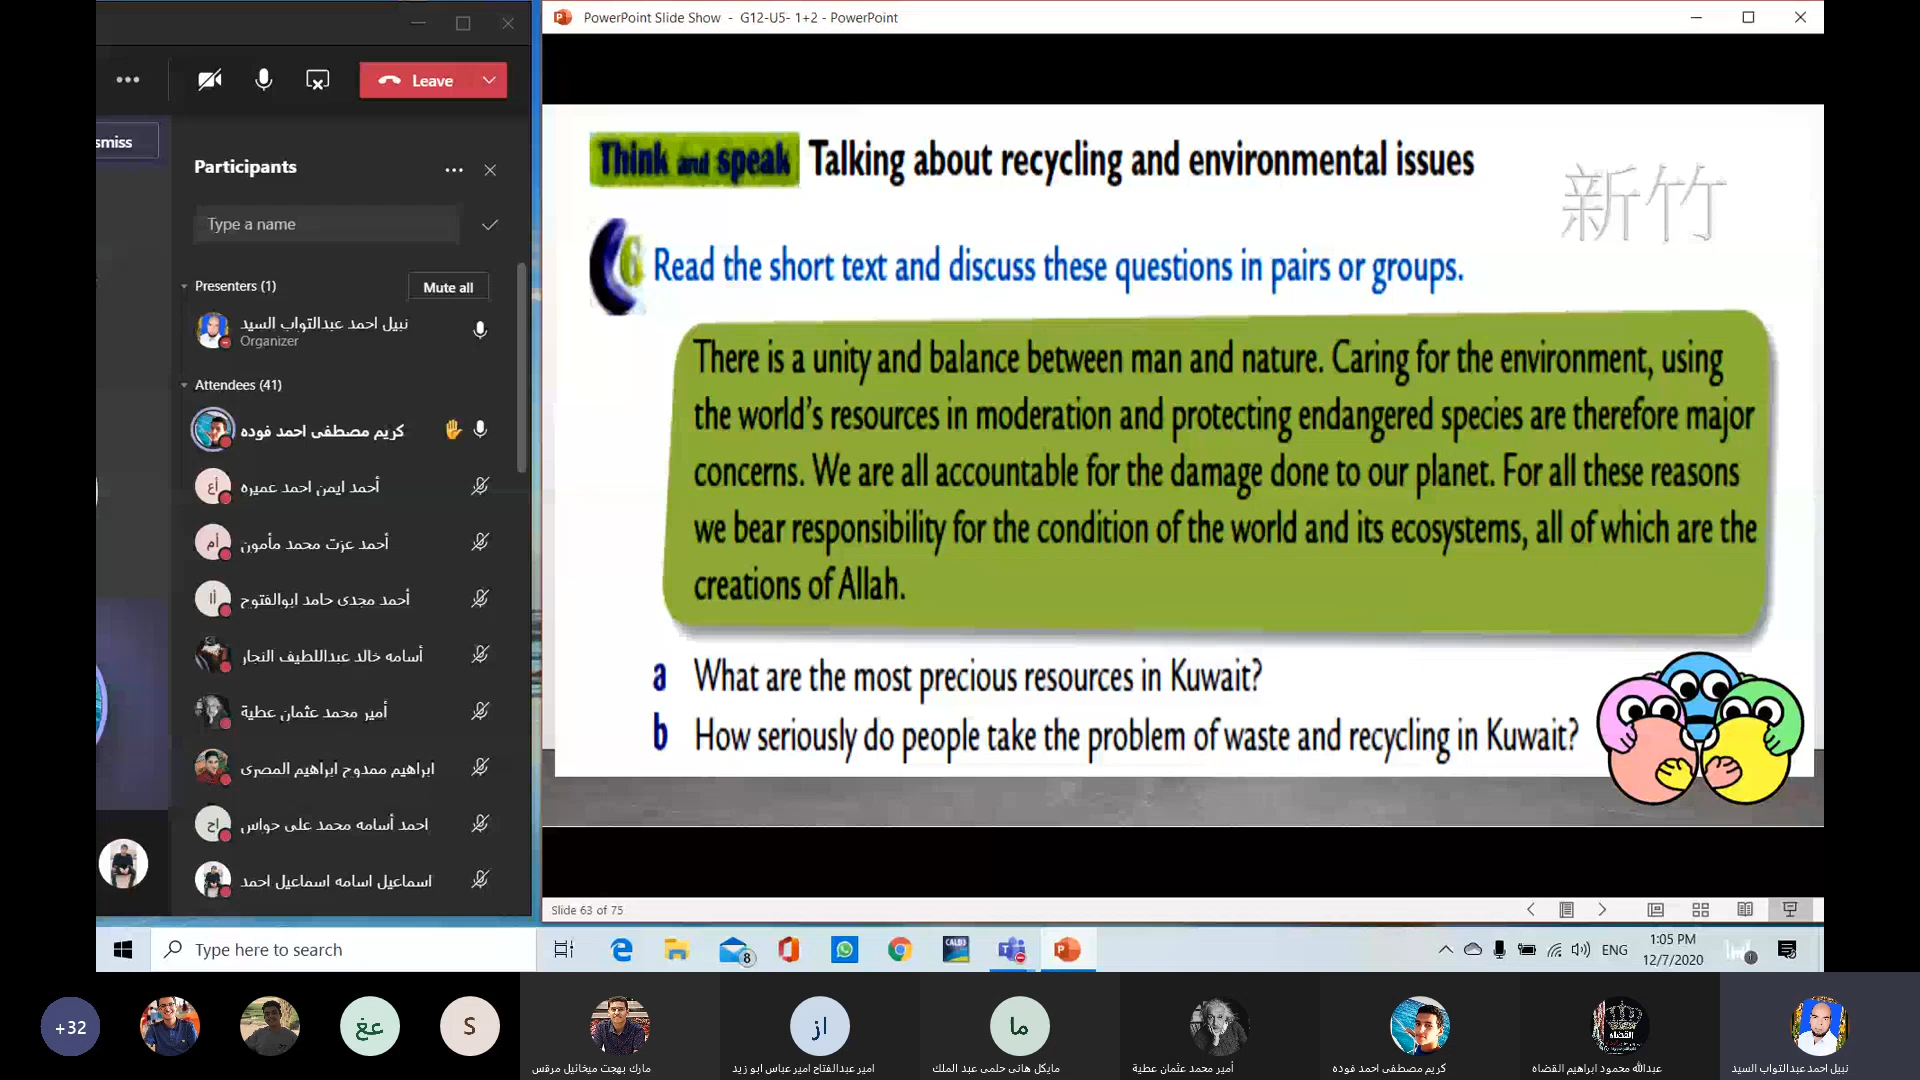 PowerPoint Slide Show - G12-U5- 1+2 - PowerPoint
Leave
smiss
Participants
Type a name
Presenters (1)
Mute all
نبيل احمد عبدالتواب السيد
Organizer
Attendees (41)
كريم مصطفى احمد فوده
أع
أحمد ايمن احمد عميره
أم
أحمد عزت محمد مأمون
أا
أحمد مجدى حامد ابوالفتوح
أسامه خالد عبداللطيف النجار
أمير محمد عثمان عطية
ابراهيم ممدوح ابراهيم المصرى
اح
احمد أسامه محمد على حواس
اسماعيل اسامه اسماعيل احمد
Think and speak Talking about recycling and environmental issues
新竹
6 Read the short text and discuss these questions in pairs or groups.
There is a unity and balance between man and nature. Caring for the environment, using
the world's resources in moderation and protecting endangered species are therefore major
concerns. We are all accountable for the damage done to our planet. For all these reasons
we bear responsibility for the condition of the world and its ecosystems, all of which are the
creations of Allah.
a What are the most precious resources in Kuwait?
b How seriously do people take the problem of waste and recycling in Kuwait?
Slide 63 of 75
Type here to search
8
ENG
1:05 PM
12/7/2020
+32
عغ
S
مارك بهجت ميخائيل مرقس
از
امير عبدالفتاح امير عباس ابو زيد
ما
مايكل هانى حلمى عبد الملك
أمير محمد عثمان عطية
كريم مصطفى احمد فوده
عبدالله محمود ابراهيم القضاه
نبيل احمد عبدالتواب السيد